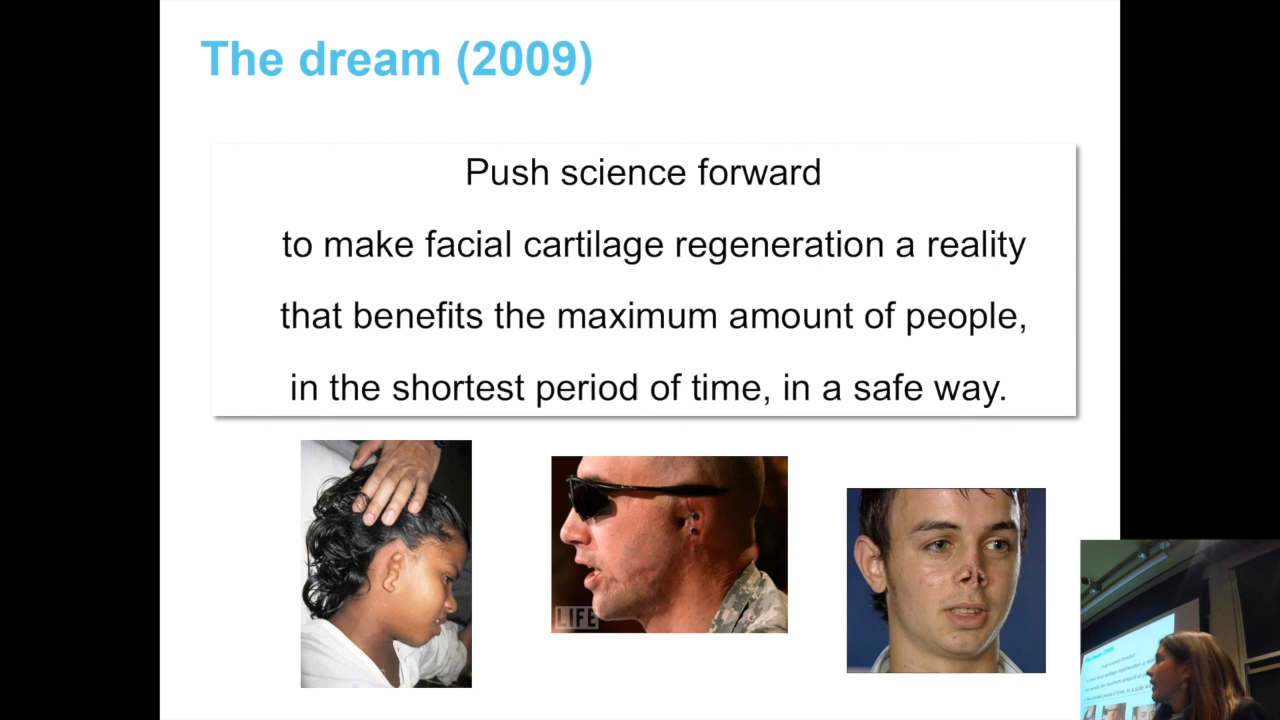 The dream (2009)
Push science forward
to make facial cartilage regeneration a reality
that benefits the maximum amount of people,
in the shortest period of time, in a safe way.
LIFE